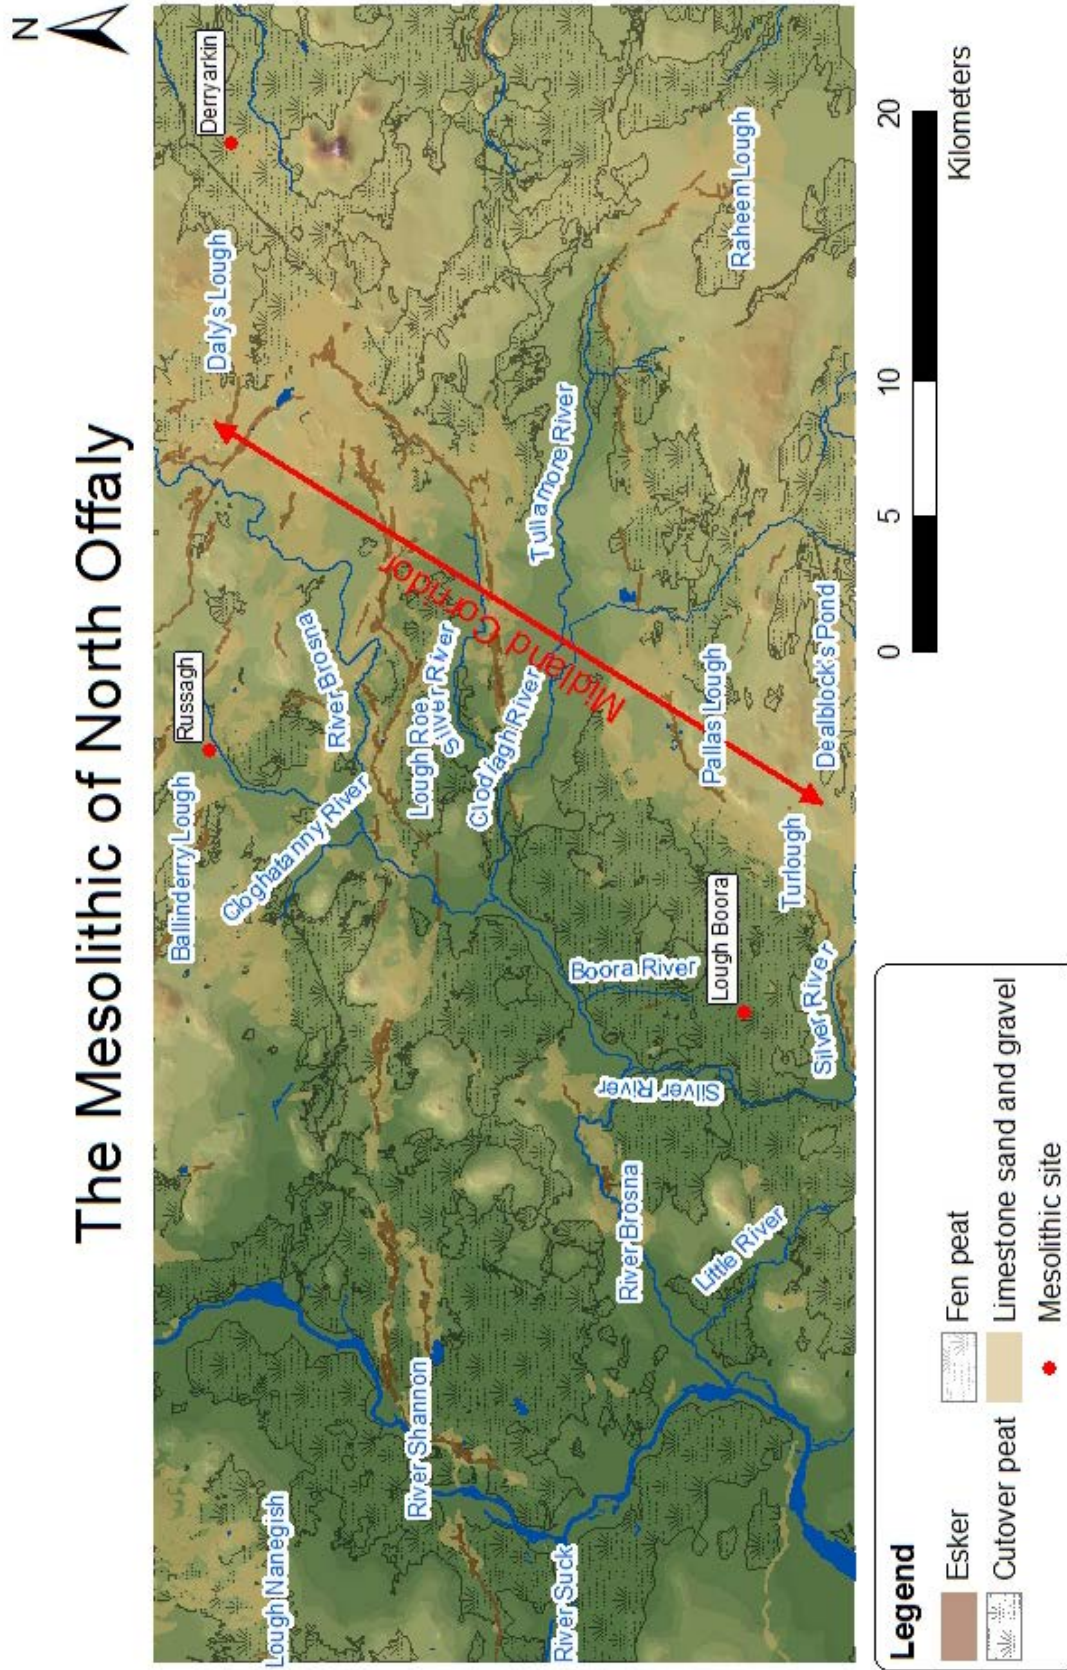 The Mesolithic of North Offaly
N
Derryarkin
Russagh
Daly's Lough
Ballinderry Lough
Lough Nanegish
River Brosna
Cloghatanny River
Lough Roe
Silver River
Clodiagh River
River Shannon
Tullamore River
Midland Corridor
River Suck
Boora River
River Brosna
Silver River
Raheen Lough
Pallas Lough
Lough Boora
Little River
Turlough
Dealblock's Pond
Silver River
Legend
Esker
Fen peat
Cutover peat
Limestone sand and gravel
Mesolithic site
0 5 10 20
Kilometers